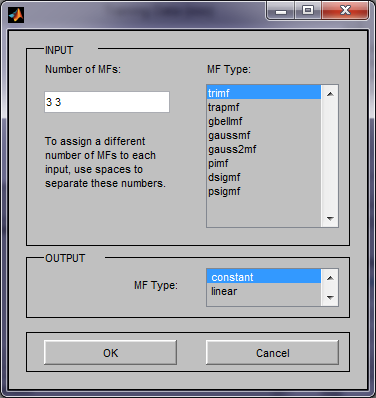 INPUT
Number of MFs:
3 3
To assign a different
number of MFs to each
input, use spaces to
separate these numbers.
MF Type:
trimf
trapmf
gbellmf
gaussmf
gauss2mf
pimf
dsigmf
psigmf
OUTPUT
MF Type:
constant
linear
OK
Cancel